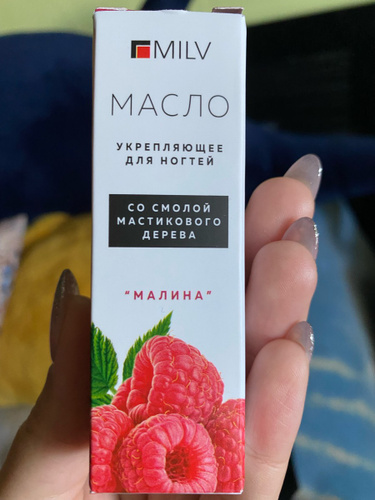 MILV
МАСЛО
УКРЕПЛЯЮЩЕЕ
ДЛЯ НОГТЕЙ
СО СМОЛОЙ
МАСТИКОВОГО
ДЕРЕВА
"МАЛИНА"